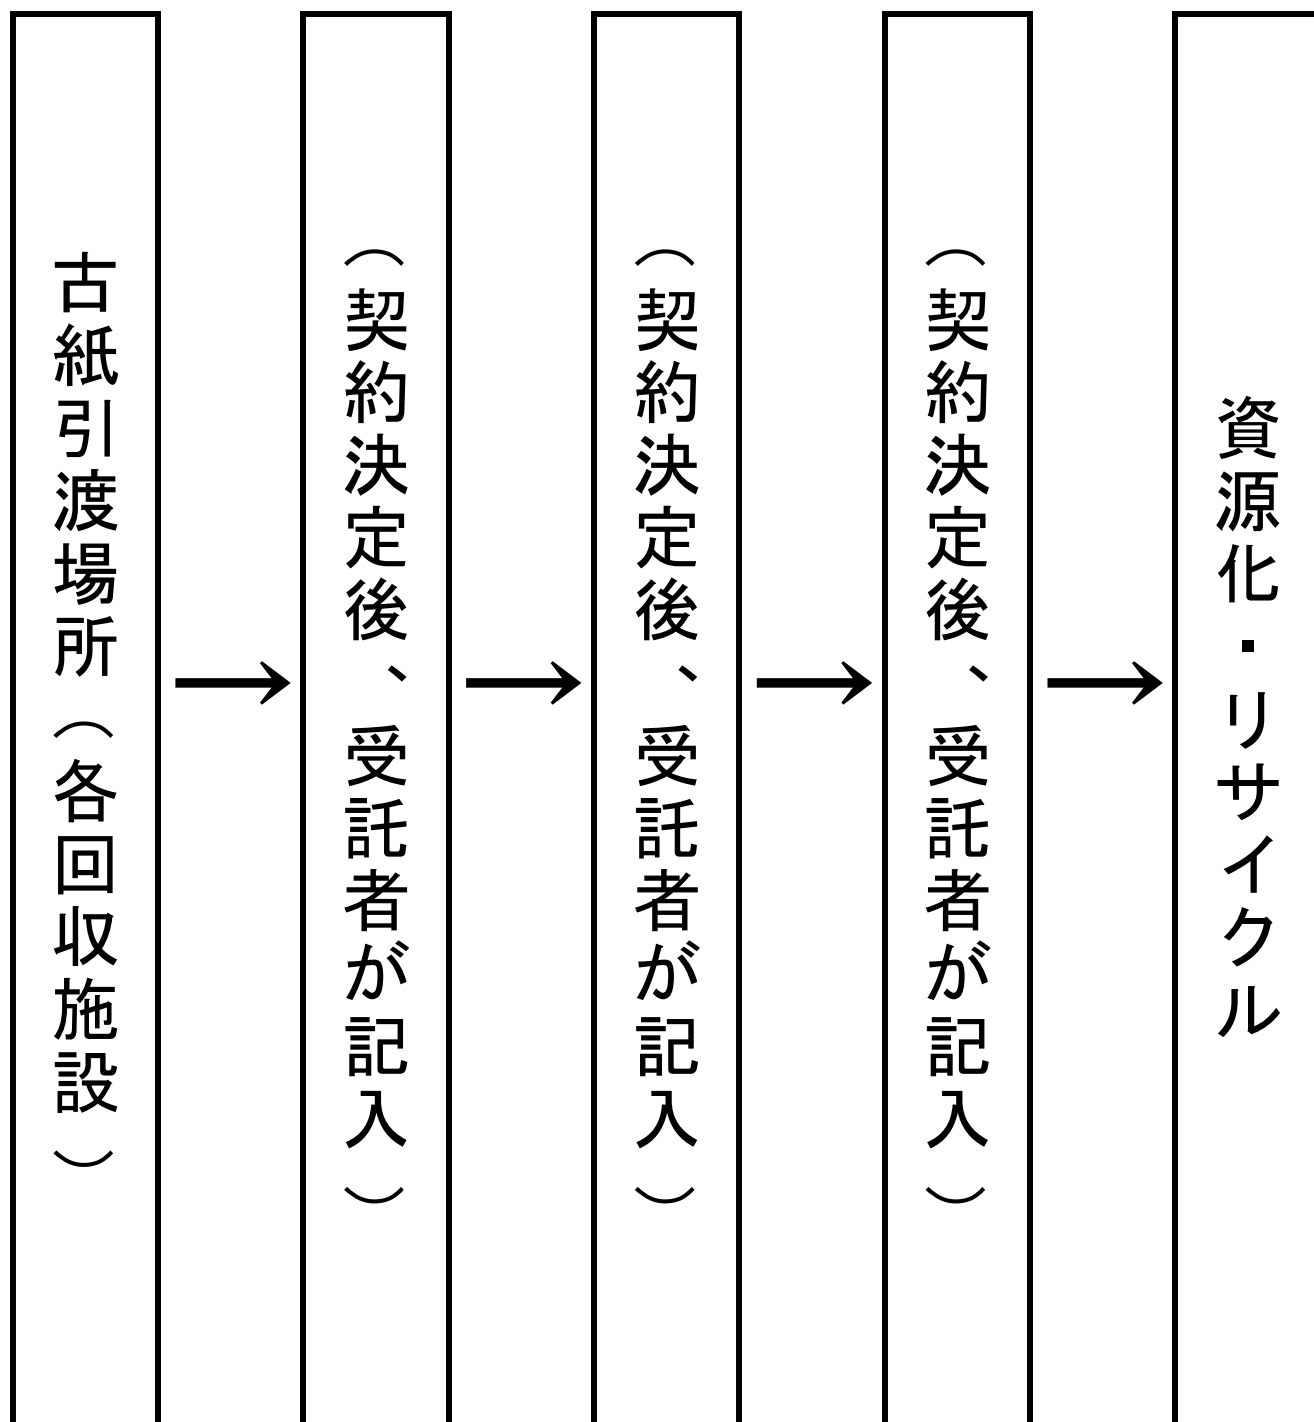 古紙引渡場所（各回収施設）
→
（契約決定後、受託者が記入）
→
（契約決定後、受託者が記入）
→
（契約決定後、受託者が記入）
→
資源化・リサイクル